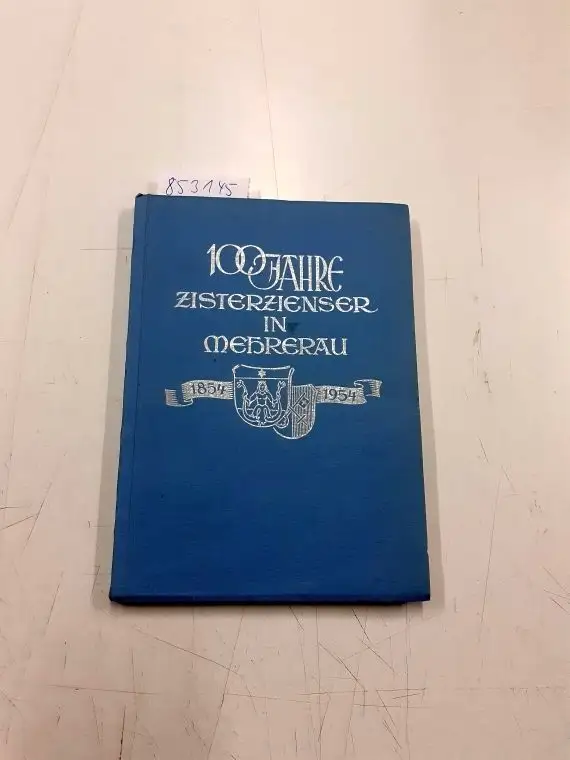 853145
100 JAHRE
ZISTERZIENSER
IN
MEHRERAU
1854 1954